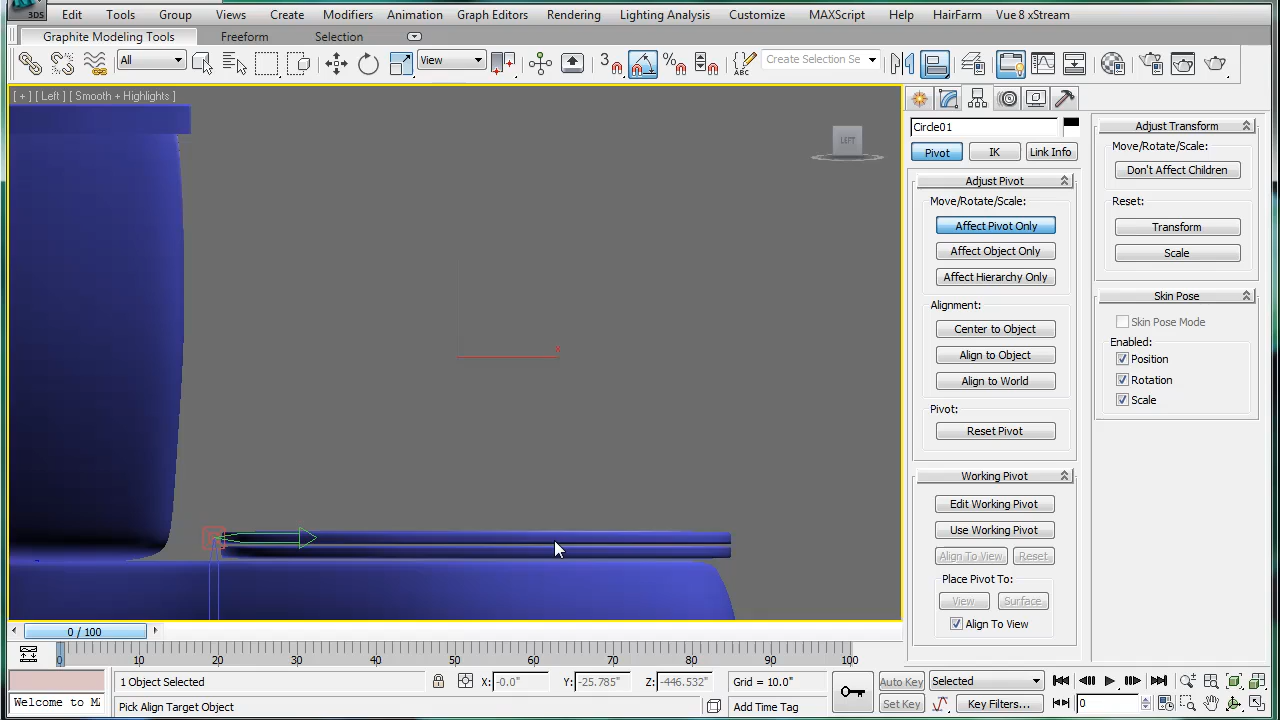 3DS
Edit Tools Group Views Create Modifiers Animation Graph Editors Rendering Lighting Analysis Customize MAXScript Help HairFarm Vue 8 xStream
Graphite Modeling Tools Freeform Selection
All View 3 Create Selection Se
ABC
[ + ] [ Left ] [ Smooth + Highlights ]
LEFT
x
Circle01
Pivot IK Link Info
Adjust Pivot
Move/Rotate/Scale:
Affect Pivot Only
Affect Object Only
Affect Hierarchy Only
Alignment:
Center to Object
Align to Object
Align to World
Pivot:
Reset Pivot
Working Pivot
Edit Working Pivot
Use Working Pivot
Align To View Reset
Place Pivot To:
View Surface
Align To View
Adjust Transform
Move/Rotate/Scale:
Don't Affect Children
Reset:
Transform
Scale
Skin Pose
Skin Pose Mode
Enabled:
Position
Rotation
Scale
0 / 100
0 10 20 30 40 50 60 70 80 90 100
1 Object Selected X: -0.0" Y: -25.785" Z: -446.532" Grid = 10.0" Auto Key Selected
Welcome to M Pick Align Target Object Add Time Tag Set Key Key Filters... 0